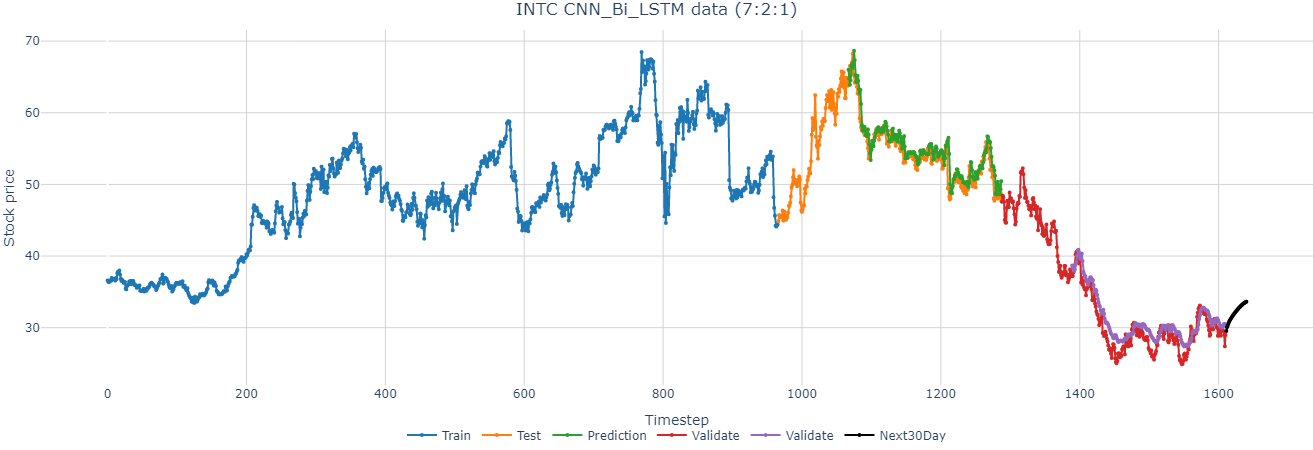 INTC CNN_Bi_LSTM data (7:2:1)
70
60
50
40
30
Stock price
0 200 400 600 800 1000 1200 1400 1600
Timestep
Train Test Prediction Validate Validate Next30Day